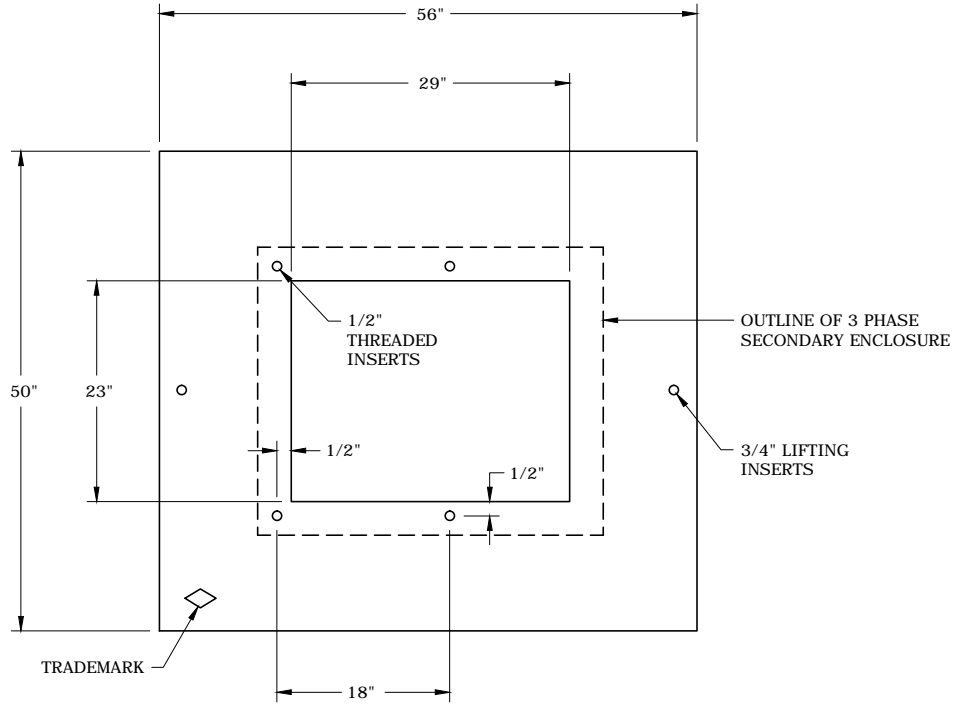 56"
29"
1/2"
THREADED
INSERTS
OUTLINE OF 3 PHASE
SECONDARY ENCLOSURE
50"
23"
1/2"
1/2"
3/4" LIFTING
INSERTS
TRADEMARK
18"